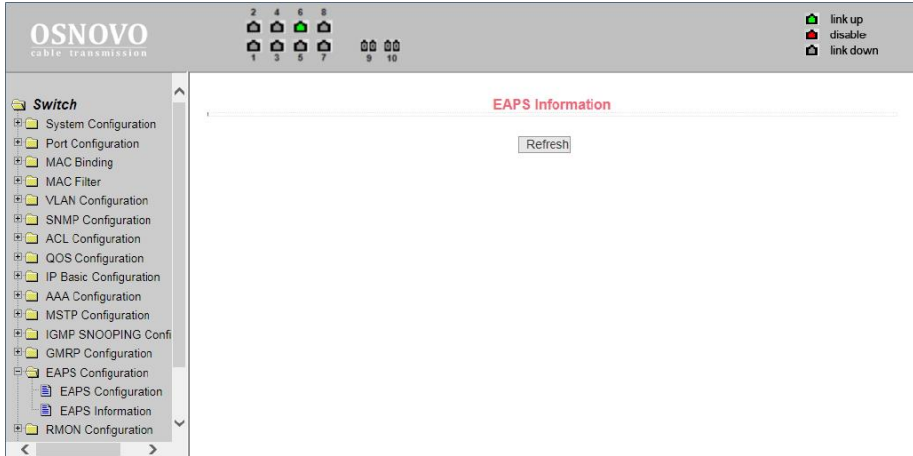 OSNOVO
cable transmission
2 4 6 8
1 3 5 7 9 10
link up
disable
link down
Switch
System Configuration
Port Configuration
MAC Binding
MAC Filter
VLAN Configuration
SNMP Configuration
ACL Configuration
QOS Configuration
IP Basic Configuration
AAA Configuration
MSTP Configuration
IGMP SNOOPING Confi
GMRP Configuration
EAPS Configuration
EAPS Configuration
EAPS Information
RMON Configuration
EAPS Information
Refresh